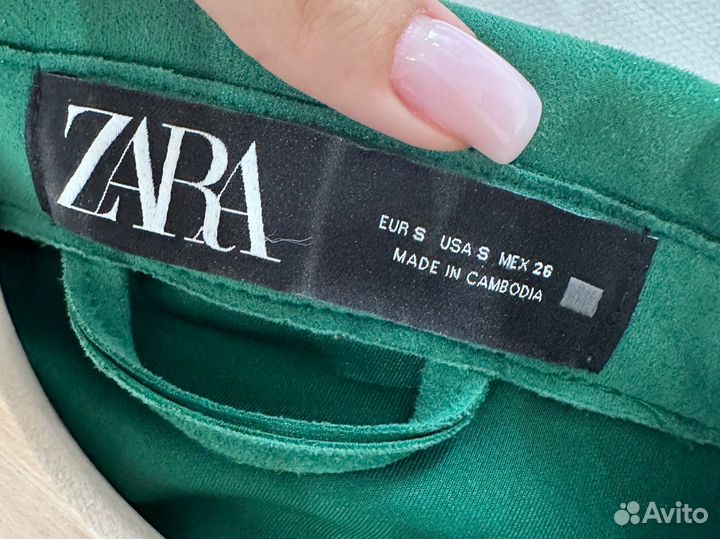 ZARA
EUR S USA S MEX 26
MADE IN CAMBODIA
Avito